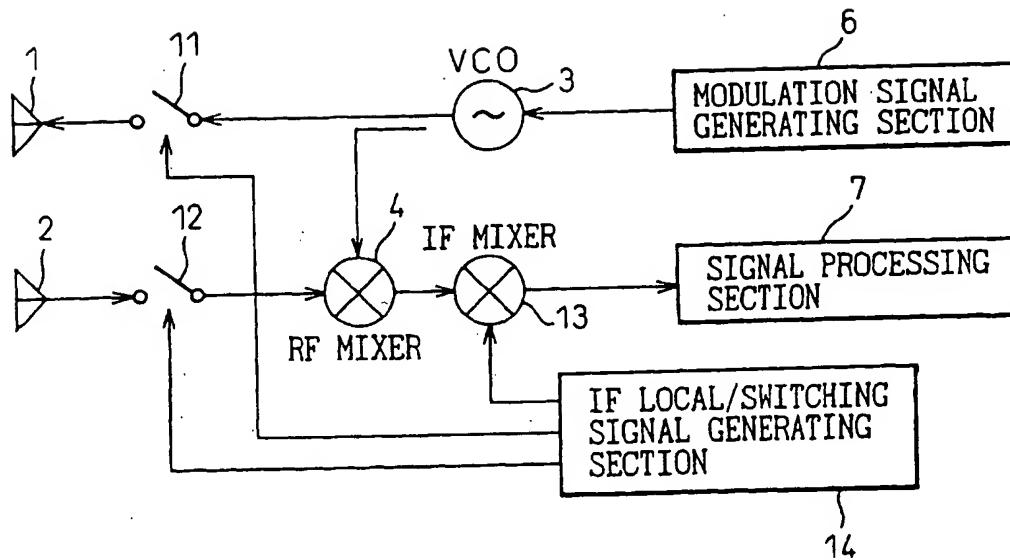 1
11
VCO
3
6
MODULATION SIGNAL
GENERATING SECTION
2
12
4
IF MIXER
7
SIGNAL PROCESSING
SECTION
RF MIXER
13
IF LOCAL/SWITCHING
SIGNAL GENERATING
SECTION
14